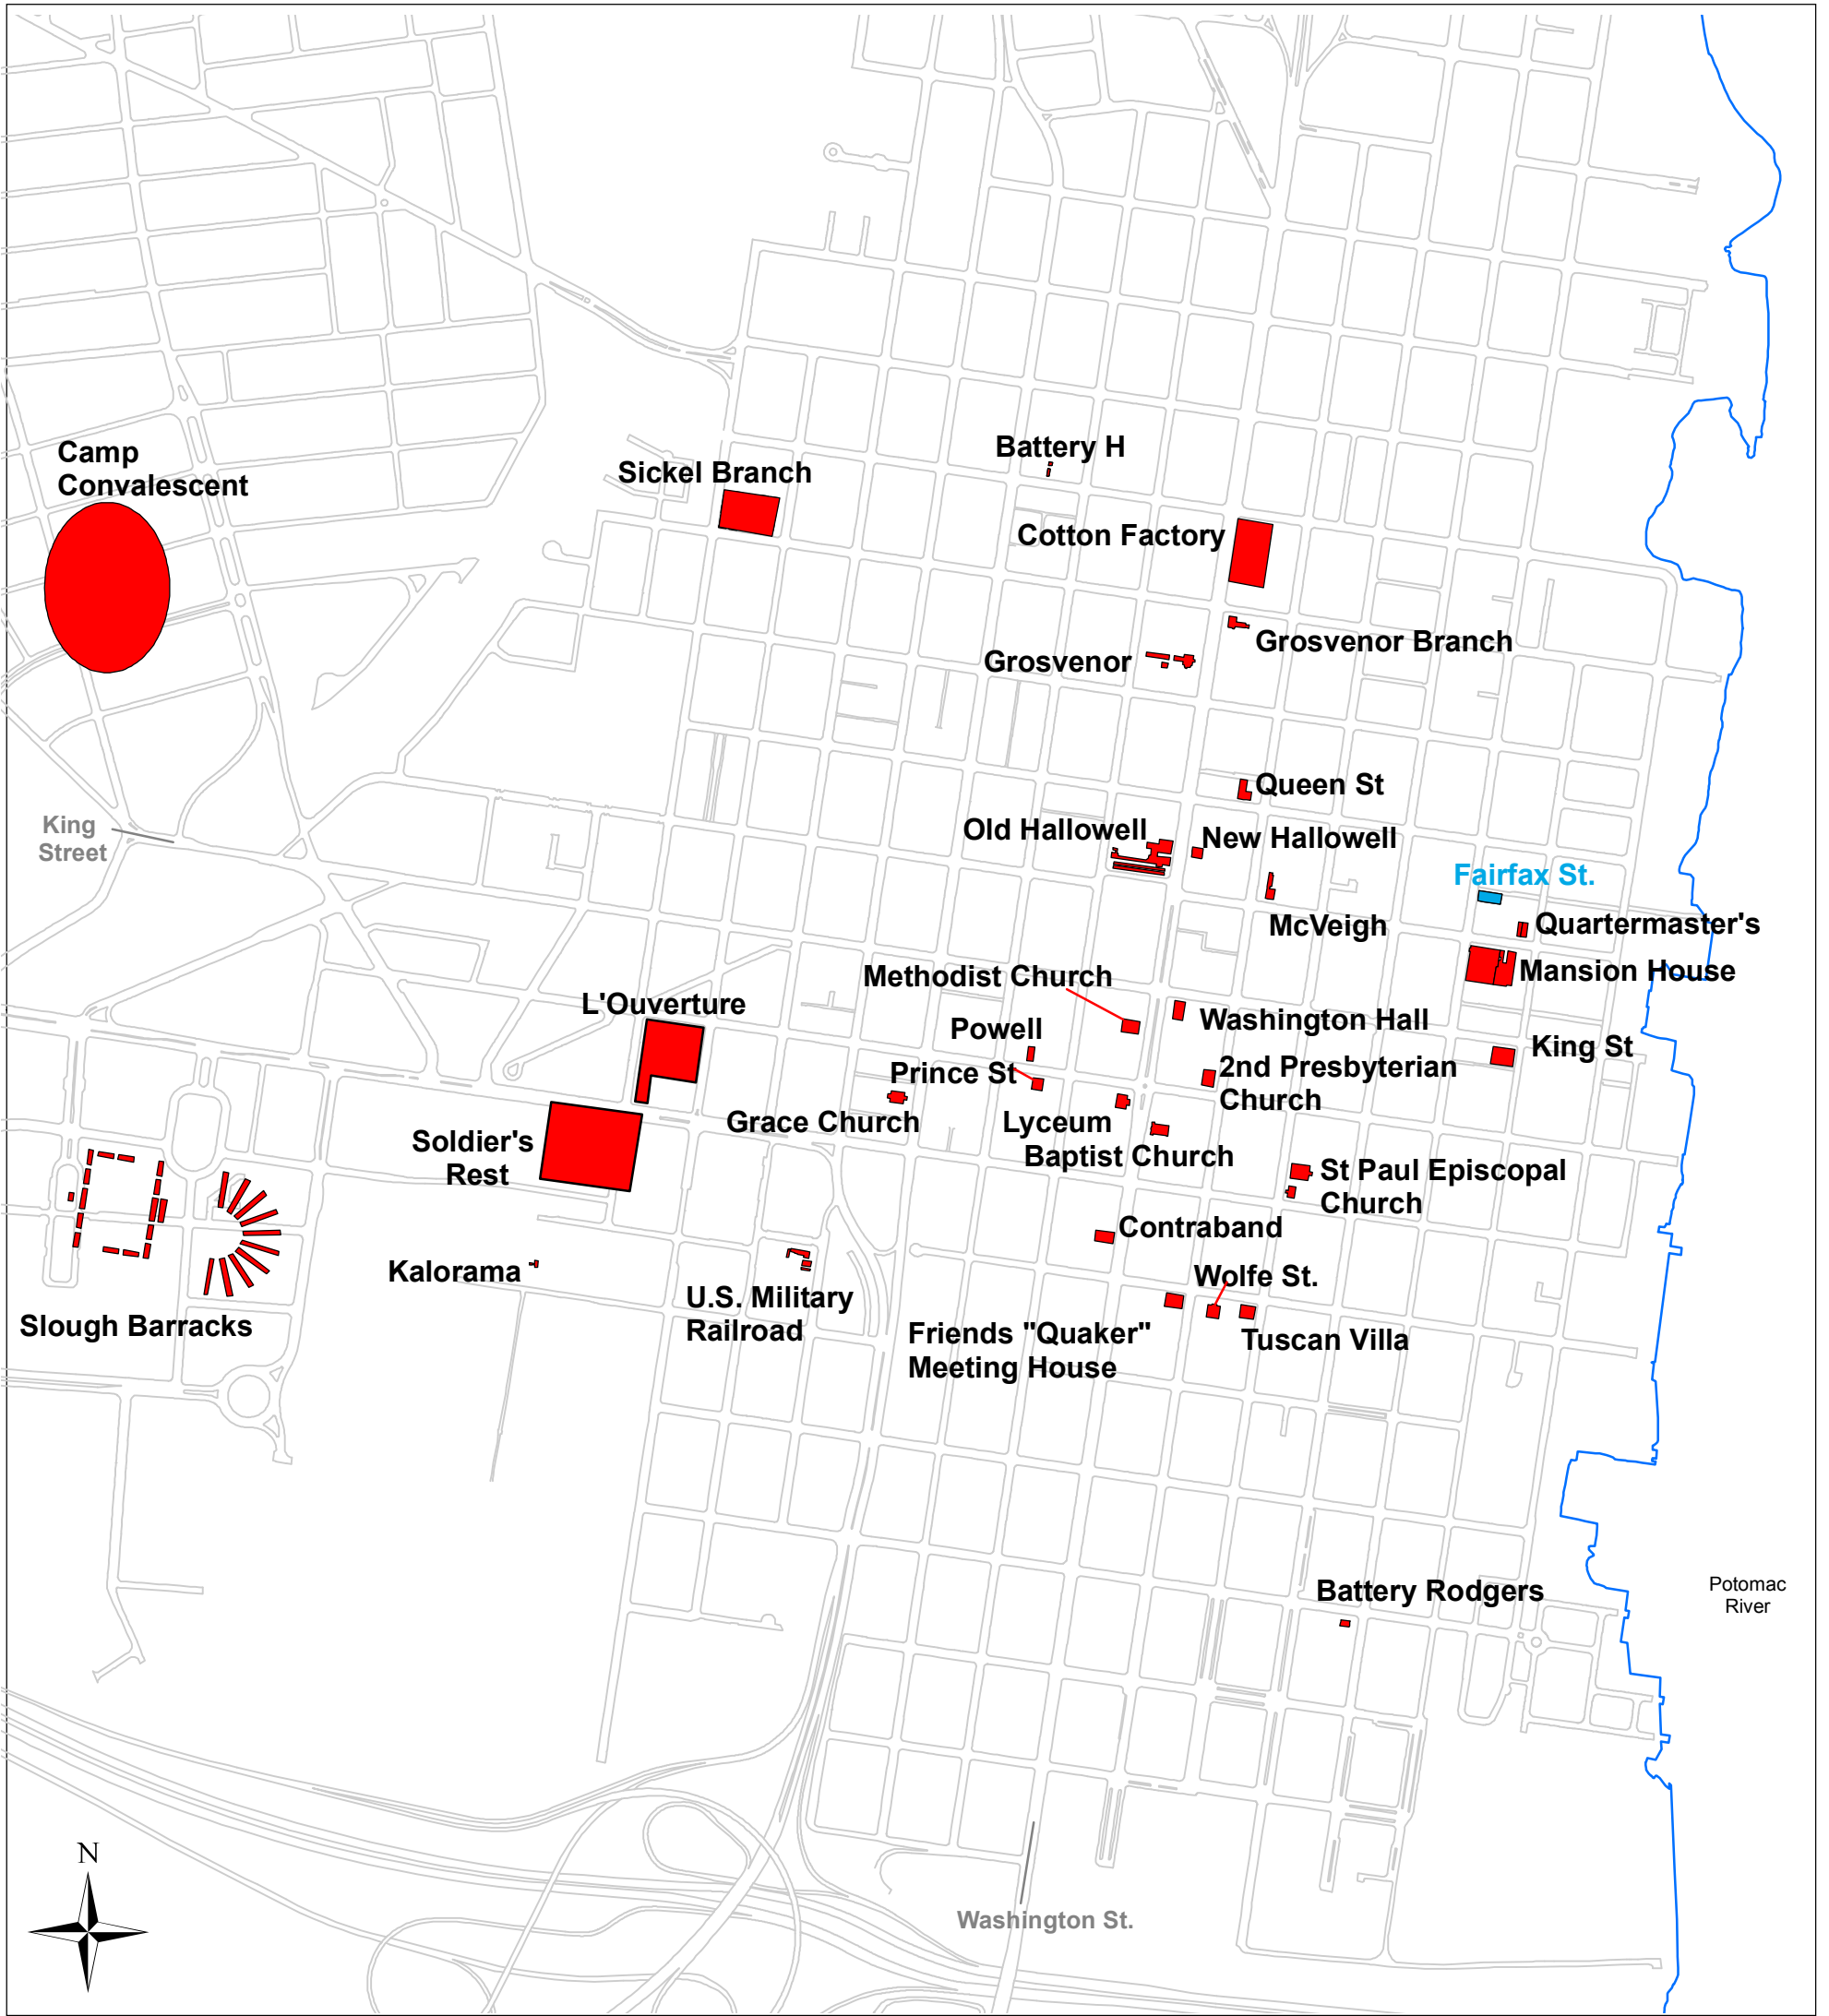 Camp
Convalescent
Sickel Branch
Battery H
Cotton Factory
Grosvenor Branch
Grosvenor
Queen St
King
Street
Old Hallowell
New Hallowell
Fairfax St.
McVeigh
Quartermaster's
Mansion House
Methodist Church
L'Ouverture
Washington Hall
Powell
King St
Prince St
2nd Presbyterian
Church
Grace Church
Lyceum
Soldier's
Rest
Baptist Church
St Paul Episcopal
Church
Contraband
Kalorama
Wolfe St.
U.S. Military
Railroad
Slough Barracks
Friends "Quaker"
Meeting House
Tuscan Villa
Battery Rodgers
Potomac
River
N
Washington St.